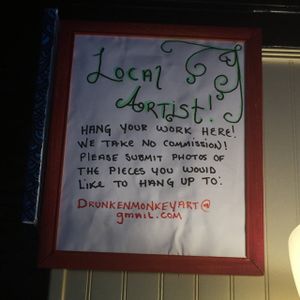 Local
Artist!
HANG YOUR WORK HERE!
WE TAKE NO COMMISSION!
PLEASE SUBMIT PHOTOS
OF THE PIECES YOU WOULD
LIKE TO HANG UP TO:
DRUNKENMONKEYART@
gmail.com